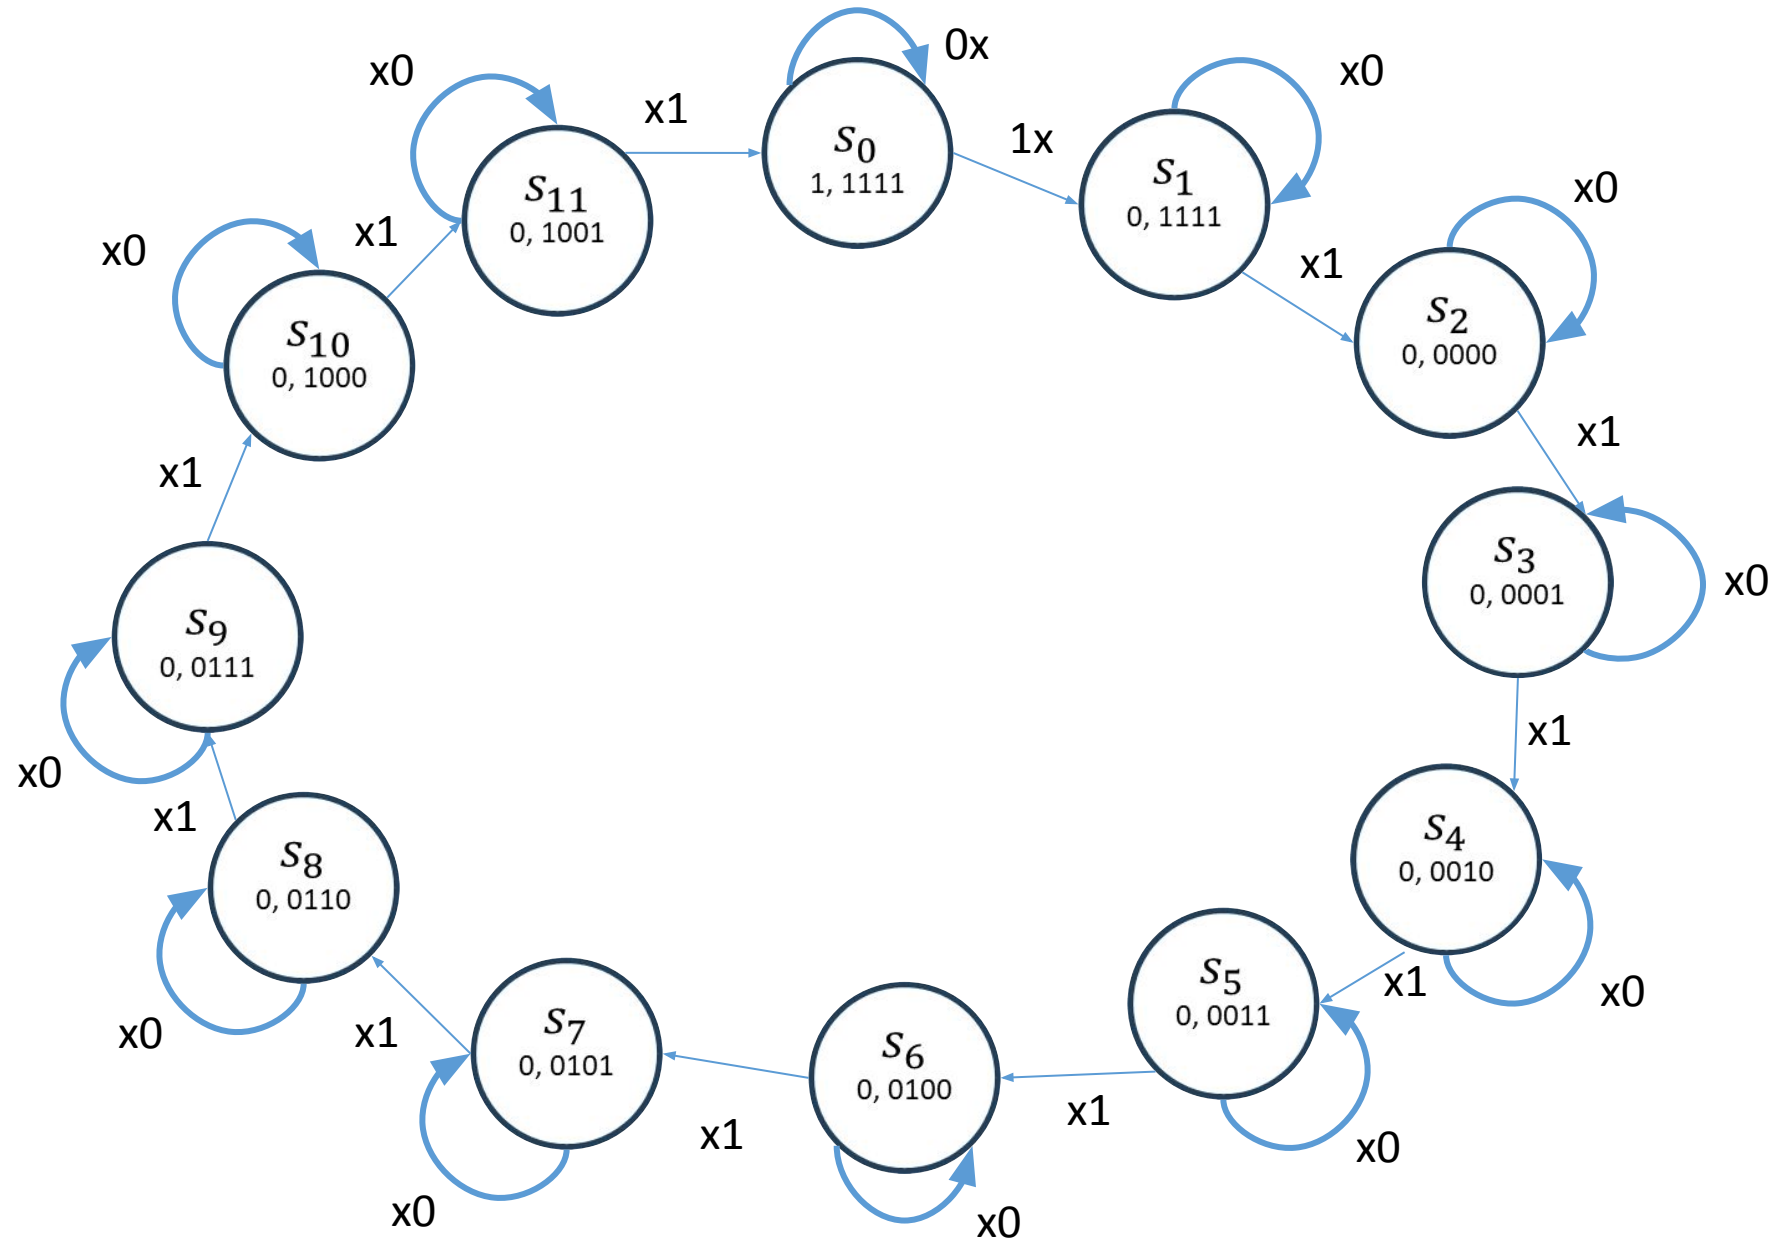 0x
S₀
1, 1111
1x
x0
S₁
0, 1111
x1
x0
S₂
0, 0000
x1
x0
S₃
0, 0001
x1
x0
S₄
0, 0010
x1
x0
S₅
0, 0011
x1
x0
S₆
0, 0100
x1
x0
S₇
0, 0101
x1
x0
S₈
0, 0110
x1
x0
S₉
0, 0111
x1
x0
S₁₀
0, 1000
x1
x0
S₁₁
0, 1001
x1